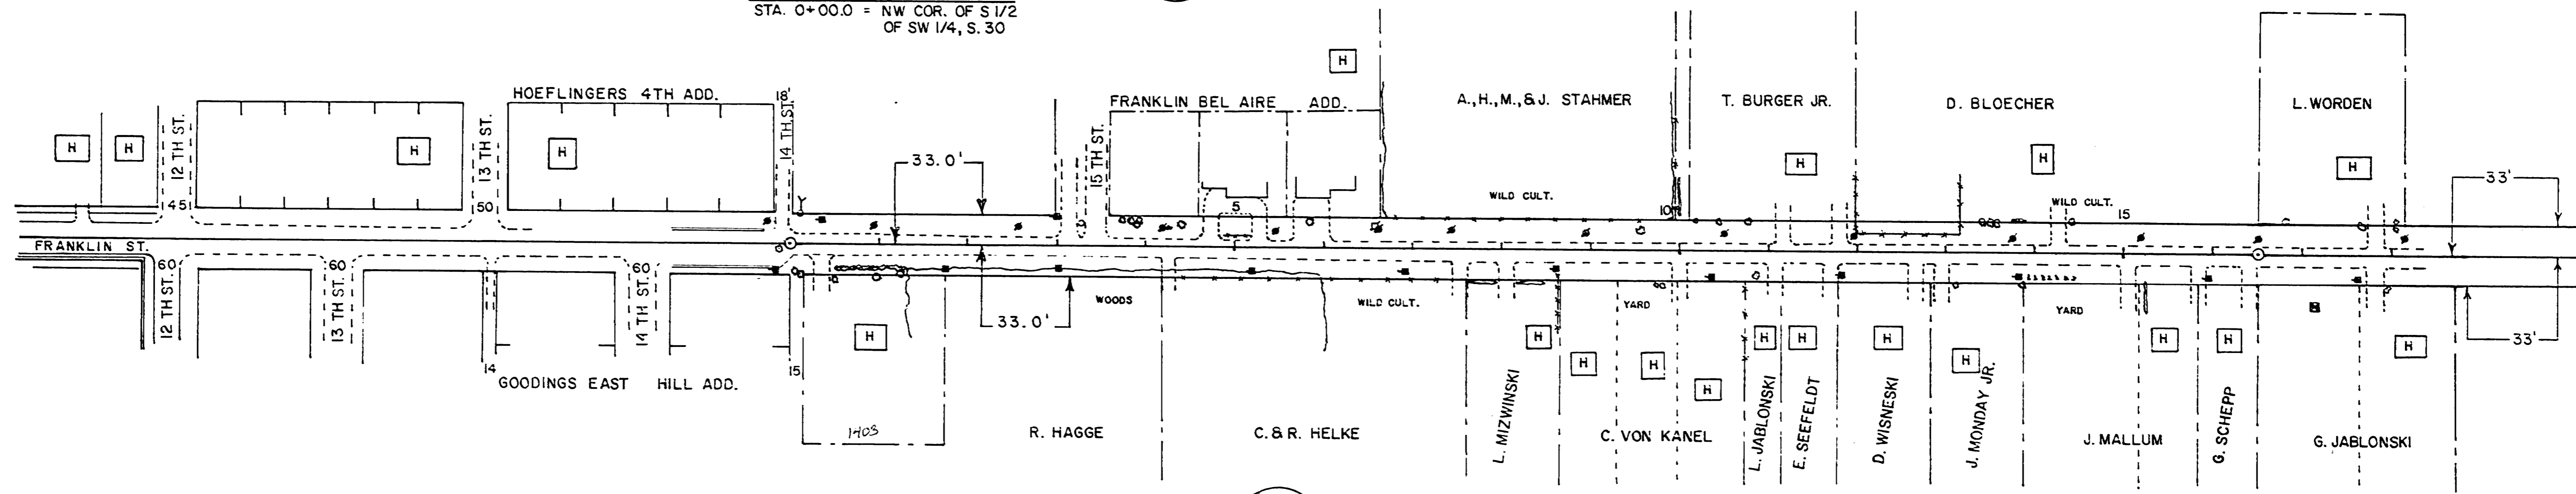 STA. 0+00.0 = NW COR. OF S 1/2
OF SW 1/4, S. 30
HOEFLINGERS 4TH ADD.
18'
FRANKLIN BEL AIRE ADD.
H
A., H., M., & J. STAHMER
T. BURGER JR.
D. BLOECHER
L. WORDEN
H
H
12 TH ST.
H
13 TH ST.
H
14 TH ST.
33.0'
15 TH ST.
H
H
H
33'
45
50
5
WILD CULT.
10
WILD CULT.
15
FRANKLIN ST.
60
60
60
12 TH ST.
13 TH ST.
14 TH ST.
14
15
GOODINGS EAST HILL ADD.
H
1403
33.0'
WOODS
R. HAGGE
C. & R. HELKE
WILD CULT.
L. MIZWINSKI
H
H
YARD
H
C. VON KANEL
H
H
L. JABLONSKI
H
E. SEEFELDT
H
D. WISNESKI
H
J. MONDAY JR.
YARD
J. MALLUM
H
H
G. SCHEPP
G. JABLONSKI
H
33'